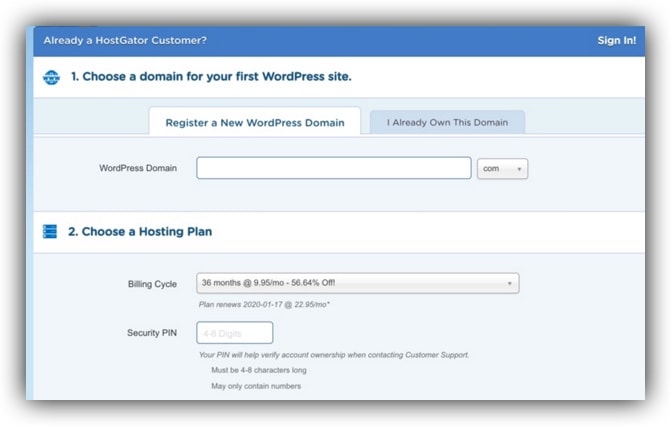 Already a HostGator Customer?
Sign In!
1. Choose a domain for your first WordPress site.
Register a New WordPress Domain
I Already Own This Domain
WordPress Domain
com
2. Choose a Hosting Plan
Billing Cycle
36 months @ 9.95/mo - 56.64% Off!
Plan renews 2020-01-17 @ 22.95/mo*
Security PIN
4-8 Digits
Your PIN will help verify account ownership when contacting Customer Support.
Must be 4-8 characters long
May only contain numbers